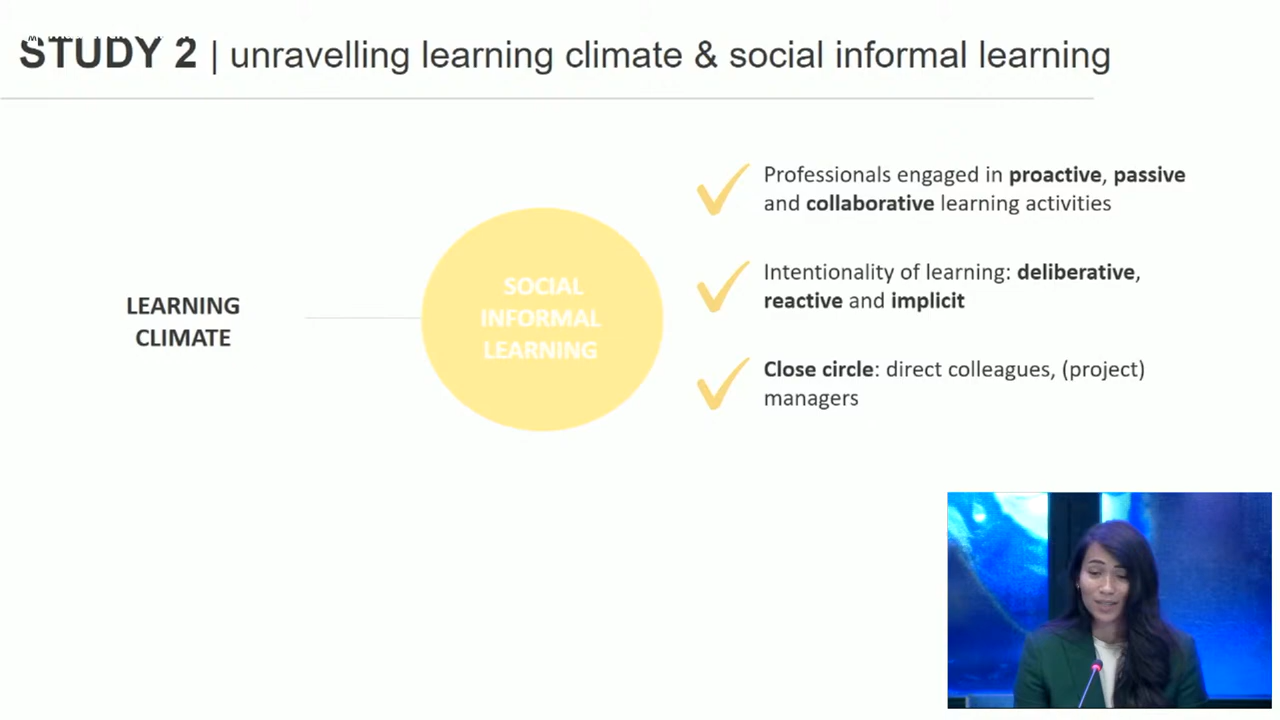 STUDY 2 | unravelling learning climate & social informal learning
LEARNING
CLIMATE
SOCIAL
INFORMAL
LEARNING
Professionals engaged in proactive, passive
and collaborative learning activities
Intentionality of learning: deliberative,
reactive and implicit
Close circle: direct colleagues, (project)
managers